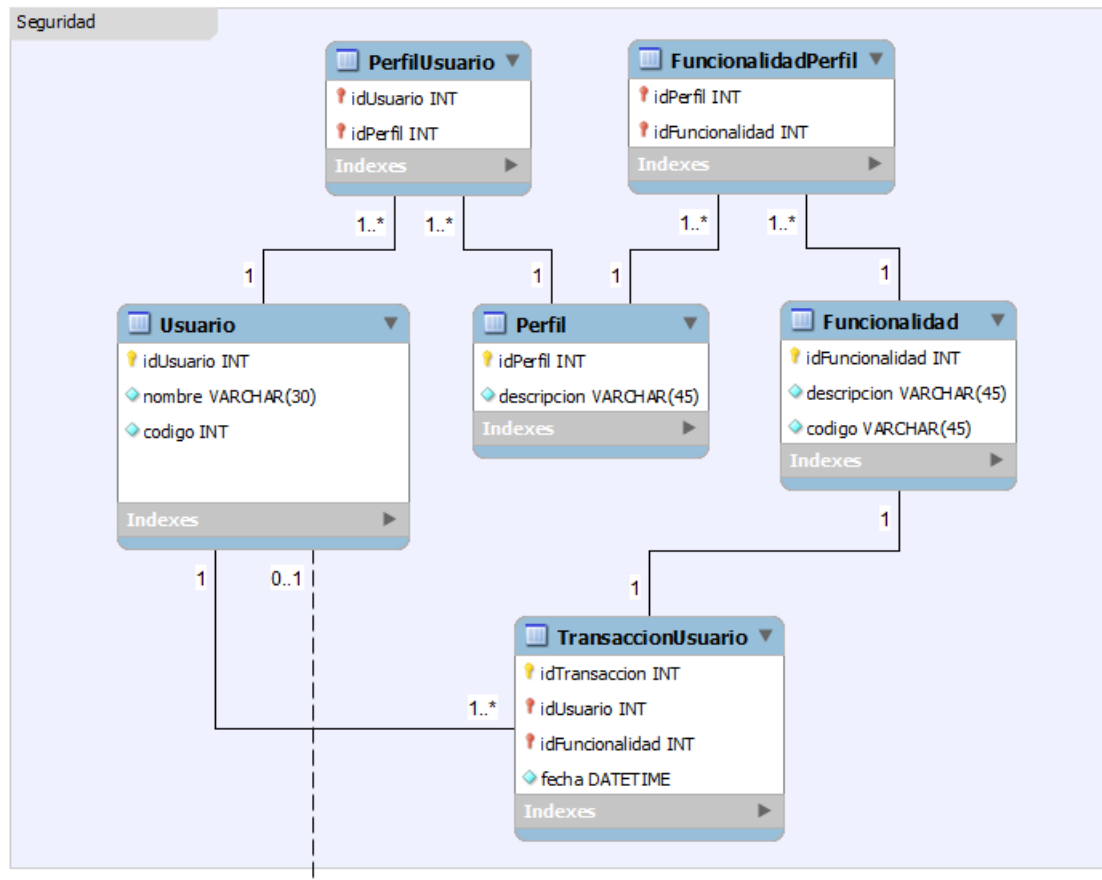 Seguridad
PerfilUsuario
idUsuario INT
idPerfil INT
Indexes
FuncionalidadPerfil
idPerfil INT
idFuncionalidad INT
Indexes
1..*
1..*
1..*
1..*
1
1
1
1
Usuario
idUsuario INT
nombre VARCHAR(30)
codigo INT
Indexes
Perfil
idPerfil INT
descripcion VARCHAR(45)
Indexes
Funcionalidad
idFuncionalidad INT
descripcion VARCHAR(45)
codigo VARCHAR(45)
Indexes
1
0..1
1
1
1..*
TransaccionUsuario
idTransaccion INT
idUsuario INT
idFuncionalidad INT
fecha DATETIME
Indexes